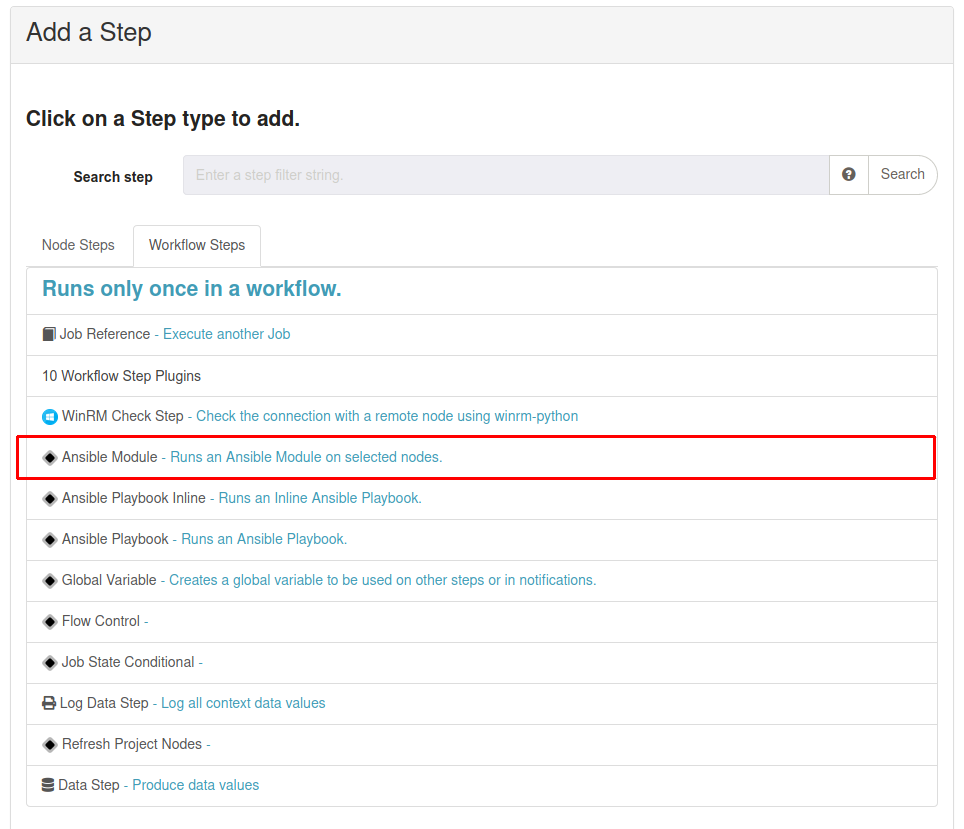 Add a Step
Click on a Step type to add.
Search step
Enter a step filter string.
Search
Node Steps
Workflow Steps
Runs only once in a workflow.
Job Reference - Execute another Job
10 Workflow Step Plugins
WinRM Check Step - Check the connection with a remote node using winrm-python
Ansible Module - Runs an Ansible Module on selected nodes.
Ansible Playbook Inline - Runs an Inline Ansible Playbook.
Ansible Playbook - Runs an Ansible Playbook.
Global Variable - Creates a global variable to be used on other steps or in notifications.
Flow Control -
Job State Conditional -
Log Data Step - Log all context data values
Refresh Project Nodes -
Data Step - Produce data values